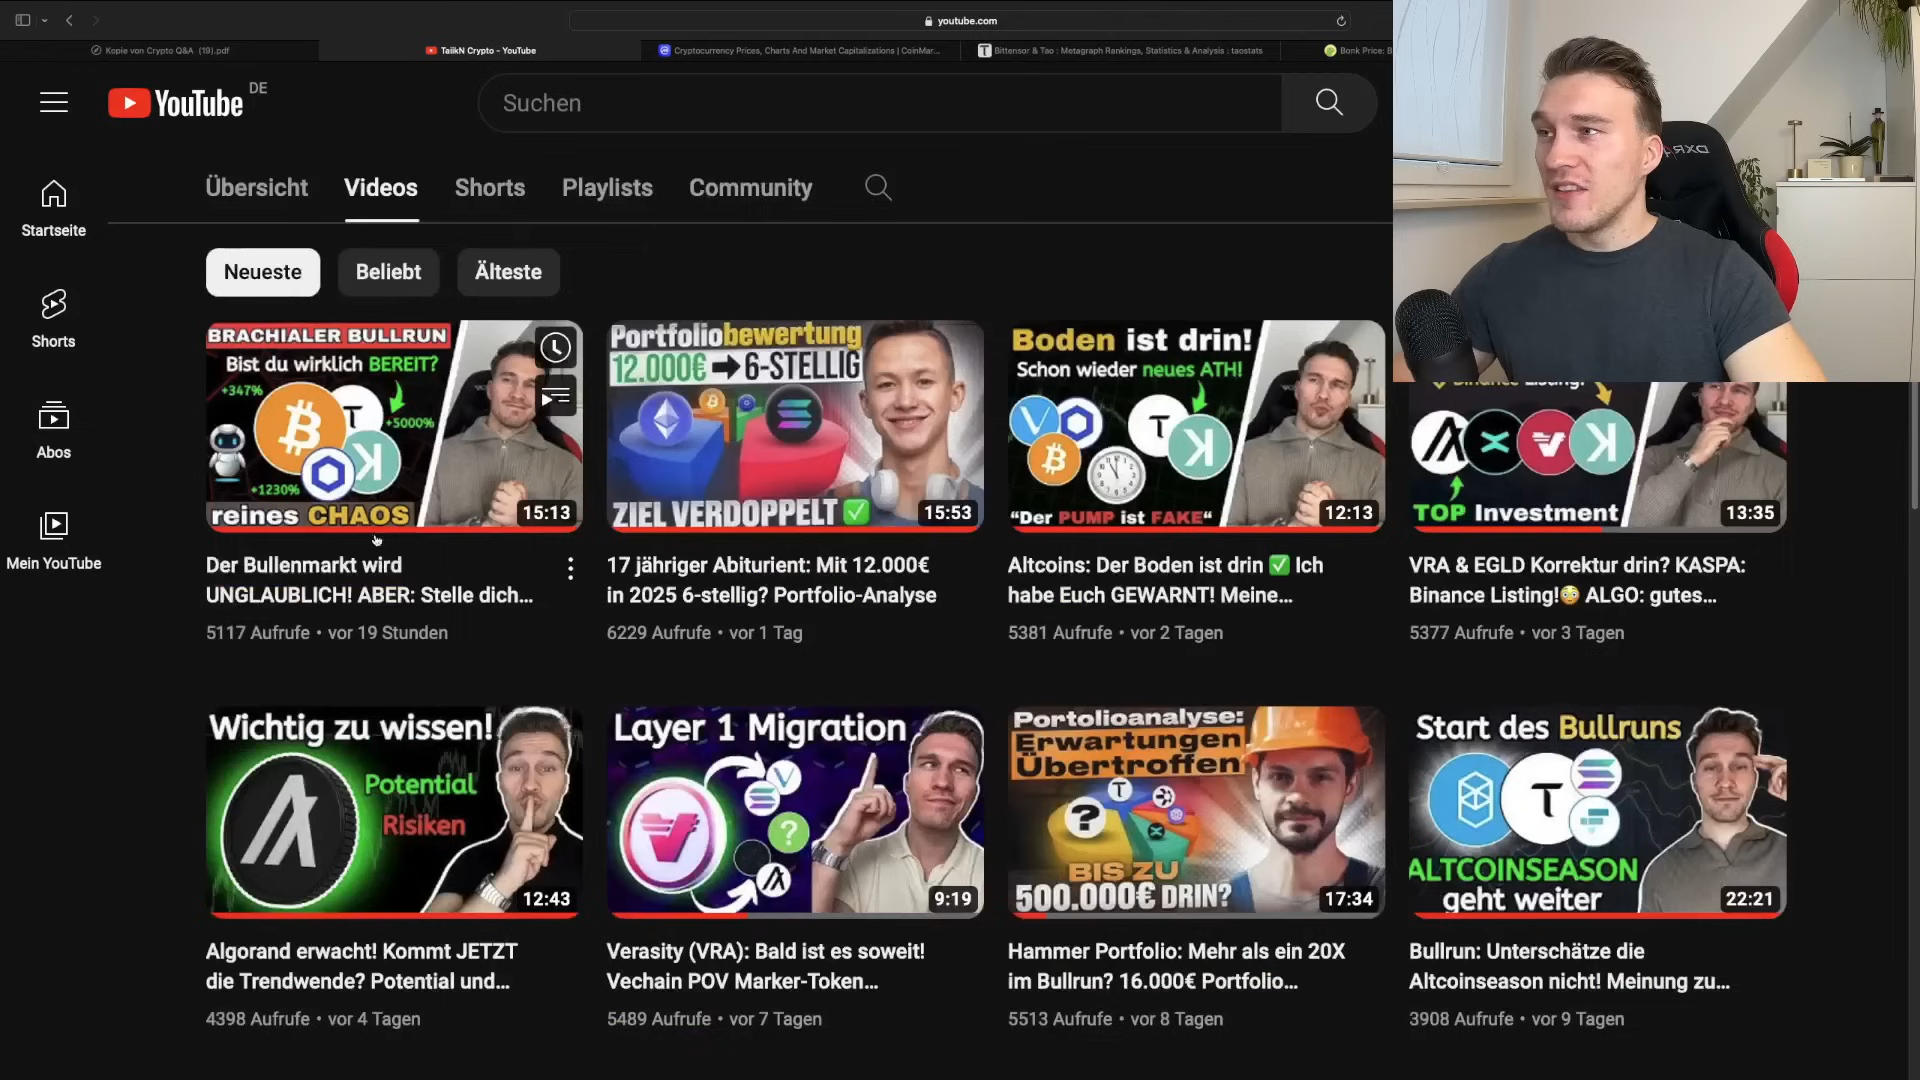 youtube.com
Kopie von Crypto Q&A (19).pdf
TaiikN Crypto - YouTube
Cryptocurrency Prices, Charts And Market Capitalizations | CoinMar...
Bittensor & Tao : Metagraph Rankings, Statistics & Analysis : taostats
Bonk Price: B
YouTube DE
Suchen
Übersicht Videos Shorts Playlists Community
Startseite
Shorts
Abos
Mein YouTube
Neueste Beliebt Älteste
BRACHIALER BULLRUN
Bist du wirklich BEREIT?
+347%
+5000%
+1230%
reines CHAOS
15:13
Der Bullenmarkt wird
UNGLAUBLICH! ABER: Stelle dich...
5117 Aufrufe • vor 19 Stunden
Portfoliobewertung
12.000€ ➡ 6-STELLIG
ZIEL VERDOPPELT ✅
15:53
17 jähriger Abiturient: Mit 12.000€
in 2025 6-stellig? Portfolio-Analyse
6229 Aufrufe • vor 1 Tag
Boden ist drin!
Schon wieder neues ATH!
"Der PUMP ist FAKE"
12:13
Altcoins: Der Boden ist drin ✅ Ich
habe Euch GEWARNT! Meine...
5381 Aufrufe • vor 2 Tagen
Binance Listing!
TOP Investment
13:35
VRA & EGLD Korrektur drin? KASPA:
Binance Listing!😳 ALGO: gutes...
5377 Aufrufe • vor 3 Tagen
Wichtig zu wissen!
Potential
Risiken
12:43
Algorand erwacht! Kommt JETZT
die Trendwende? Potential und...
4398 Aufrufe • vor 4 Tagen
Layer 1 Migration
?
9:19
Verasity (VRA): Bald ist es soweit!
Vechain POV Marker-Token...
5489 Aufrufe • vor 7 Tagen
Portolioanalyse:
Erwartungen
Übertroffen
?
BIS ZU
500.000€ DRIN?
17:34
Hammer Portfolio: Mehr als ein 20X
im Bullrun? 16.000€ Portfolio...
5513 Aufrufe • vor 8 Tagen
Start des Bullruns
ALTCOINSEASON
geht weiter
22:21
Bullrun: Unterschätze die
Altcoinseason nicht! Meinung zu...
3908 Aufrufe • vor 9 Tagen